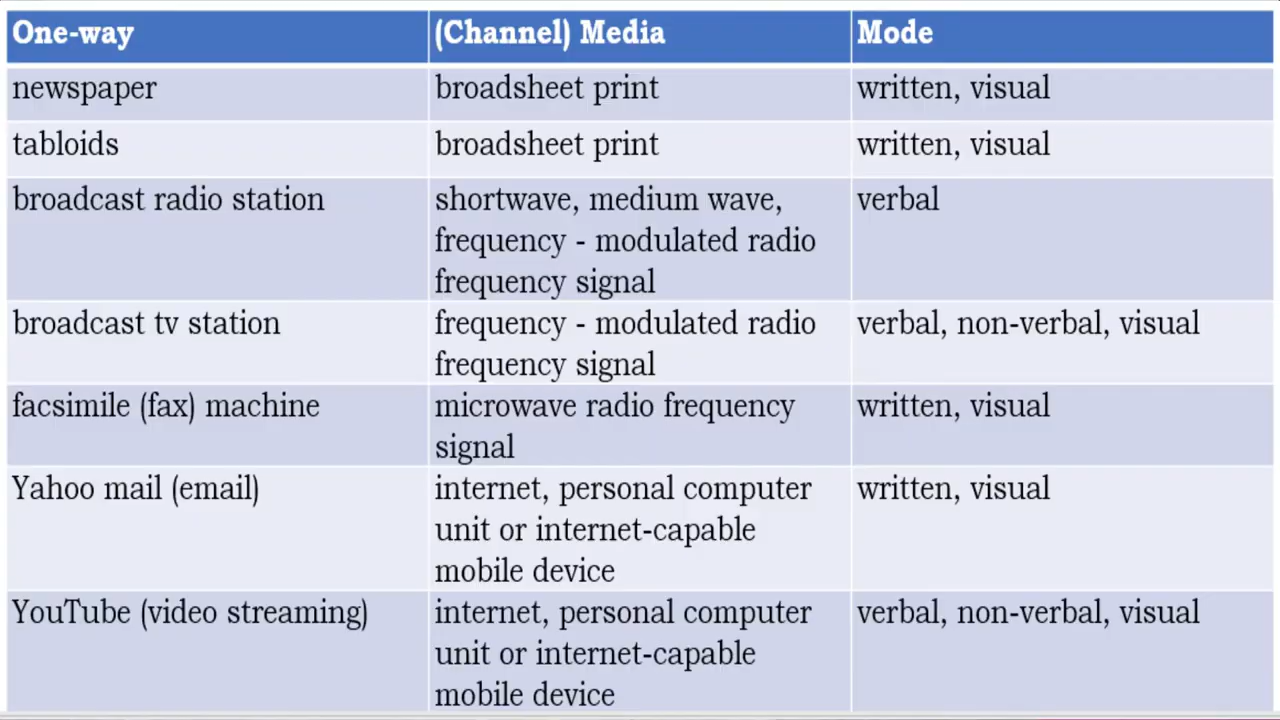 One-way
(Channel) Media
Mode
newspaper
broadsheet print
written, visual
tabloids
broadsheet print
written, visual
broadcast radio station
shortwave, medium wave,
frequency - modulated radio
frequency signal
verbal
broadcast tv station
frequency - modulated radio
frequency signal
verbal, non-verbal, visual
facsimile (fax) machine
microwave radio frequency
signal
written, visual
Yahoo mail (email)
internet, personal computer
unit or internet-capable
mobile device
written, visual
YouTube (video streaming)
internet, personal computer
unit or internet-capable
mobile device
verbal, non-verbal, visual